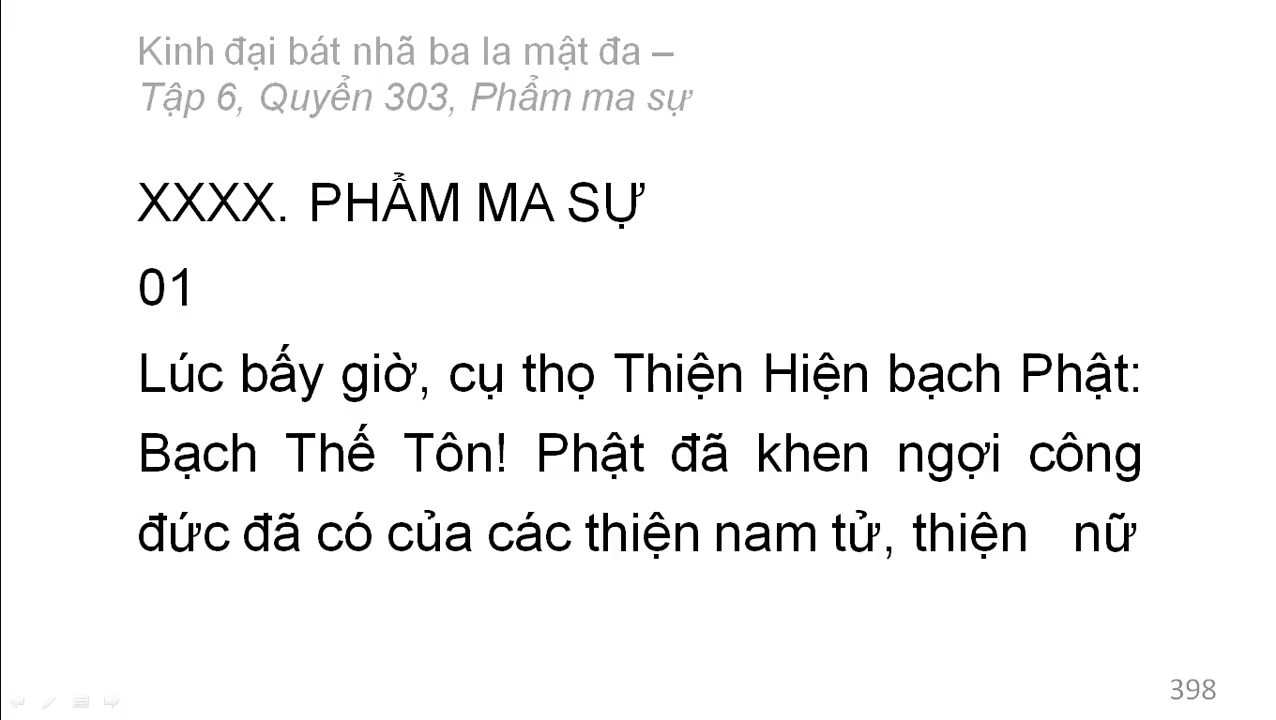 Kinh đại bát nhã ba la mật đa –
Tập 6, Quyển 303, Phẩm ma sự
XXXX. PHẨM MA SỰ
01
Lúc bấy giờ, cụ thọ Thiện Hiện bạch Phật:
Bạch Thế Tôn! Phật đã khen ngợi công
đức đã có của các thiện nam tử, thiện nữ
398